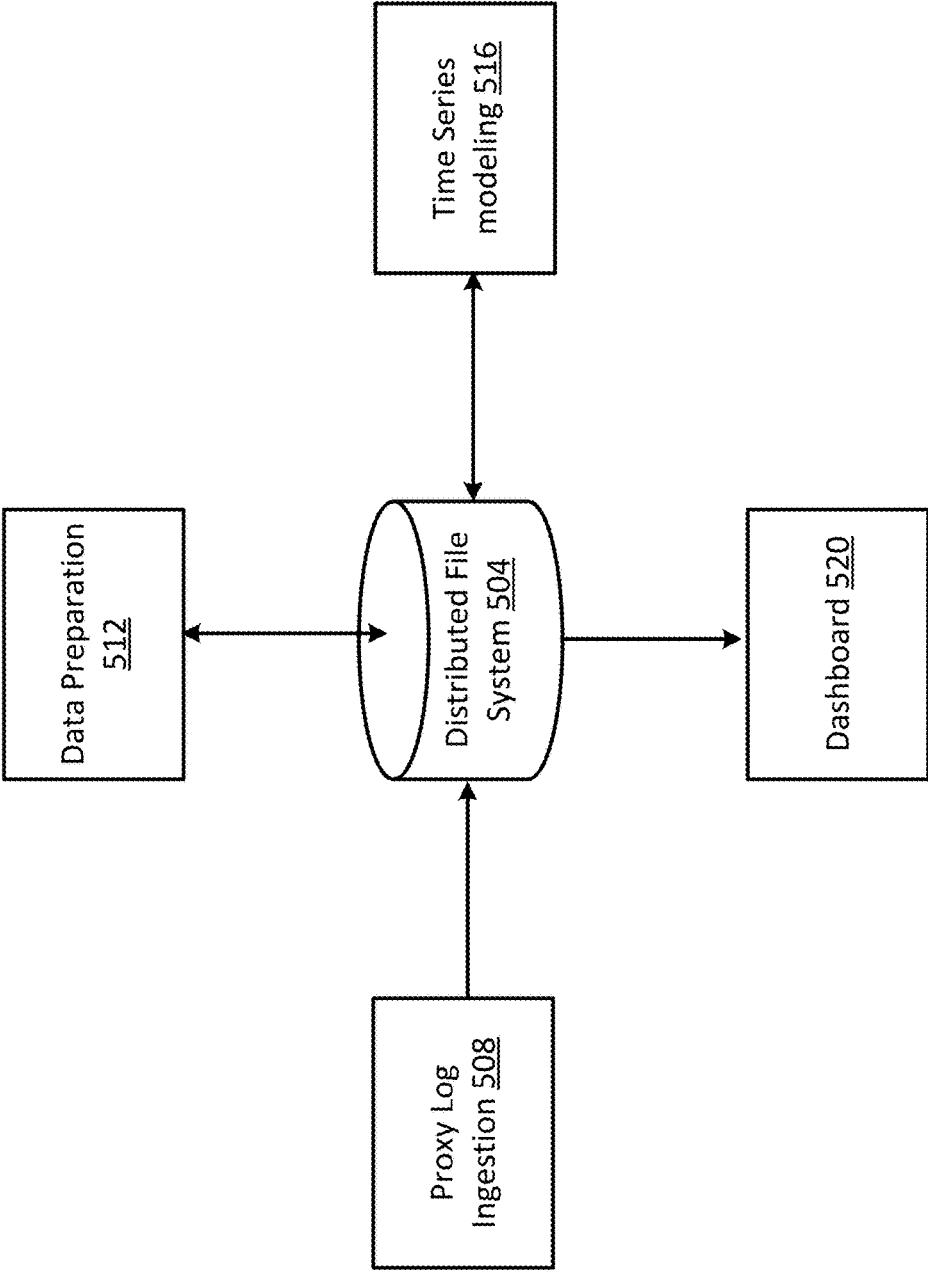 Data Preparation
512
Proxy Log
Ingestion 508
Distributed File
System 504
Time Series
modeling 516
Dashboard 520